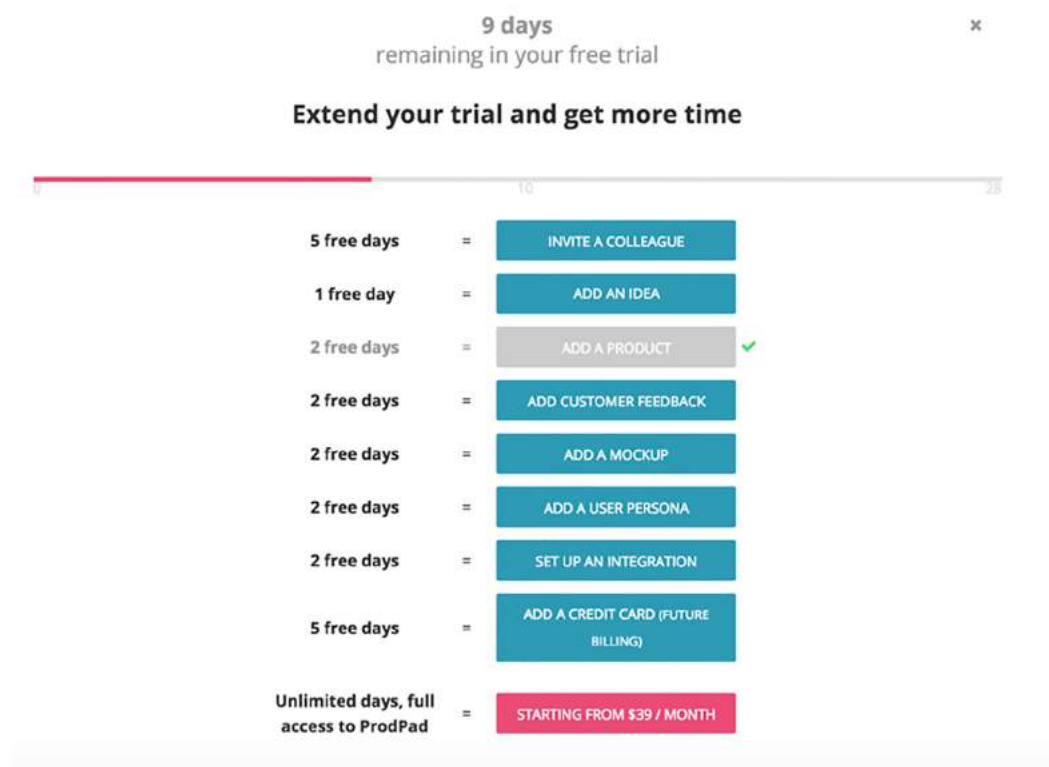 9 days
×
remaining in your free trial
Extend your trial and get more time
0 10 28
5 free days = INVITE A COLLEAGUE
1 free day = ADD AN IDEA
2 free days = ADD A PRODUCT ✓
2 free days = ADD CUSTOMER FEEDBACK
2 free days = ADD A MOCKUP
2 free days = ADD A USER PERSONA
2 free days = SET UP AN INTEGRATION
5 free days = ADD A CREDIT CARD (FUTURE
BILLING)
Unlimited days, full
access to ProdPad = STARTING FROM $39 / MONTH